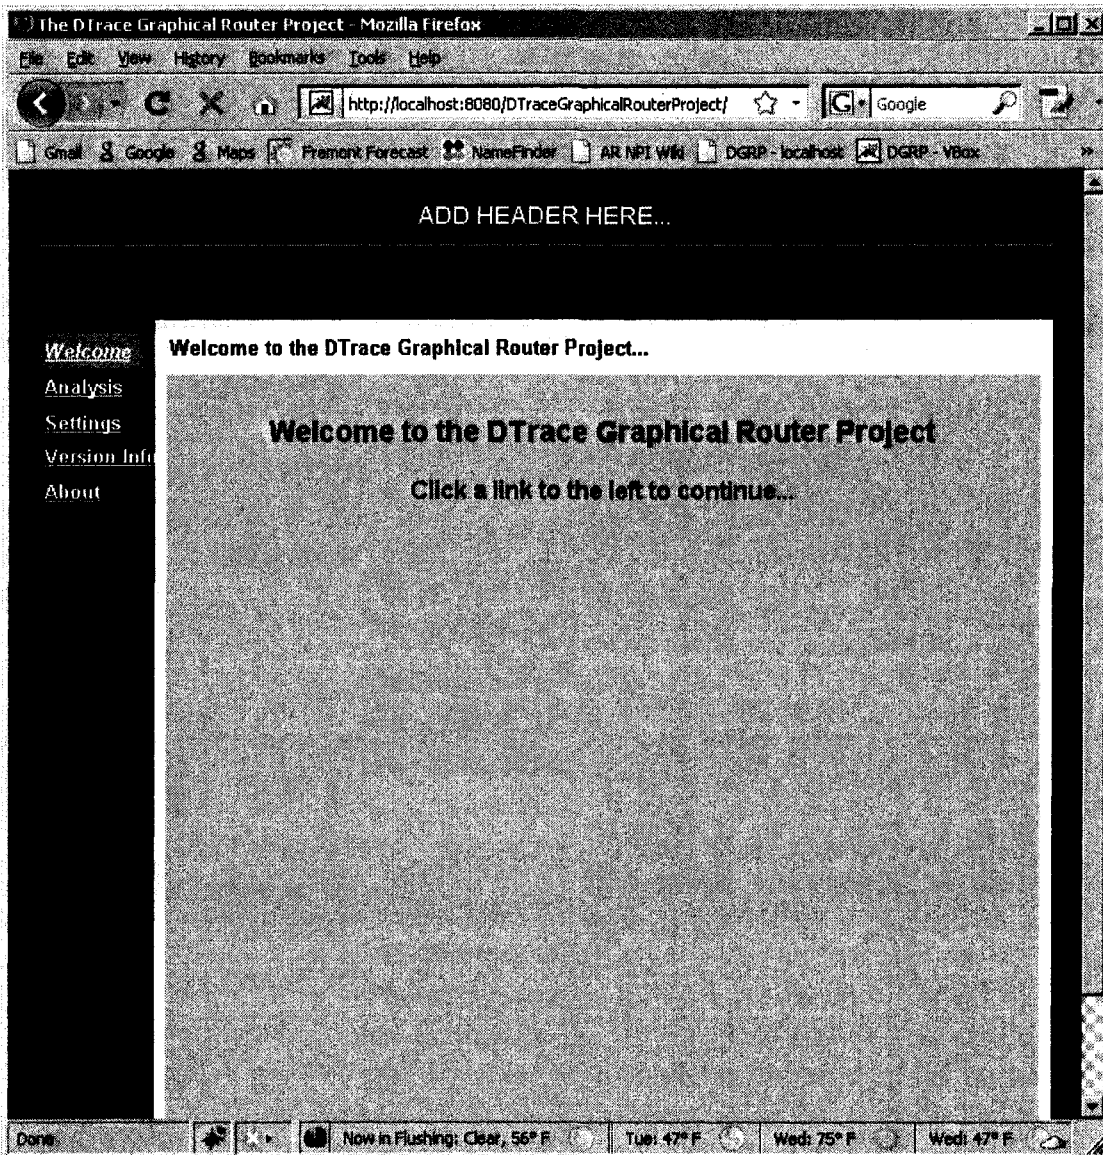 The DTrace Graphical Router Project - Mozilla Firefox
File Edit View History Bookmarks Tools Help
http://localhost:8080/DTraceGraphicalRouterProject/ G Google
Gmail Google Maps Fremont Forecast NameFinder AR NPI Wiki DGRP - localhost DGRP - VBox »
ADD HEADER HERE...
Welcome
Analysis
Settings
Version Info
About
Welcome to the DTrace Graphical Router Project...
Welcome to the DTrace Graphical Router Project
Click a link to the left to continue...
Done Now in Flushing: Clear, 56° F Tue: 47° F Wed: 75° F Wed: 47° F